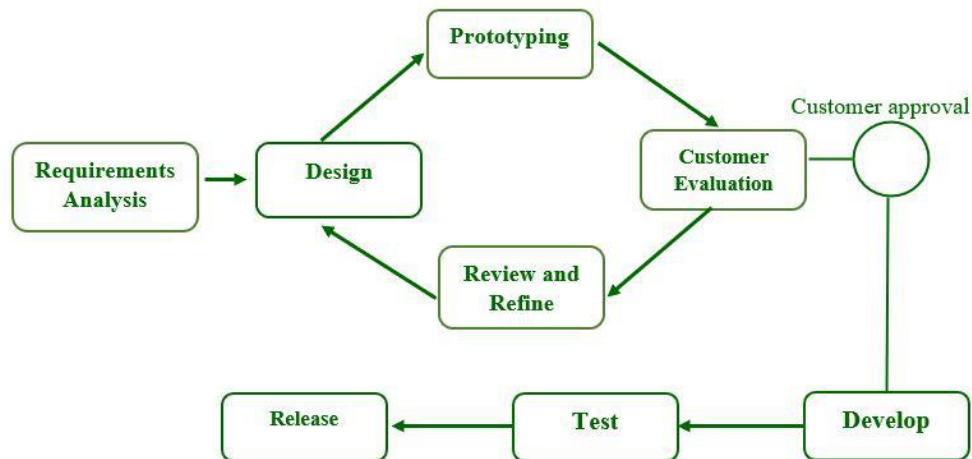 Prototyping
Customer approval
Requirements
Analysis
Design
Customer
Evaluation
Review and
Refine
Release
Test
Develop